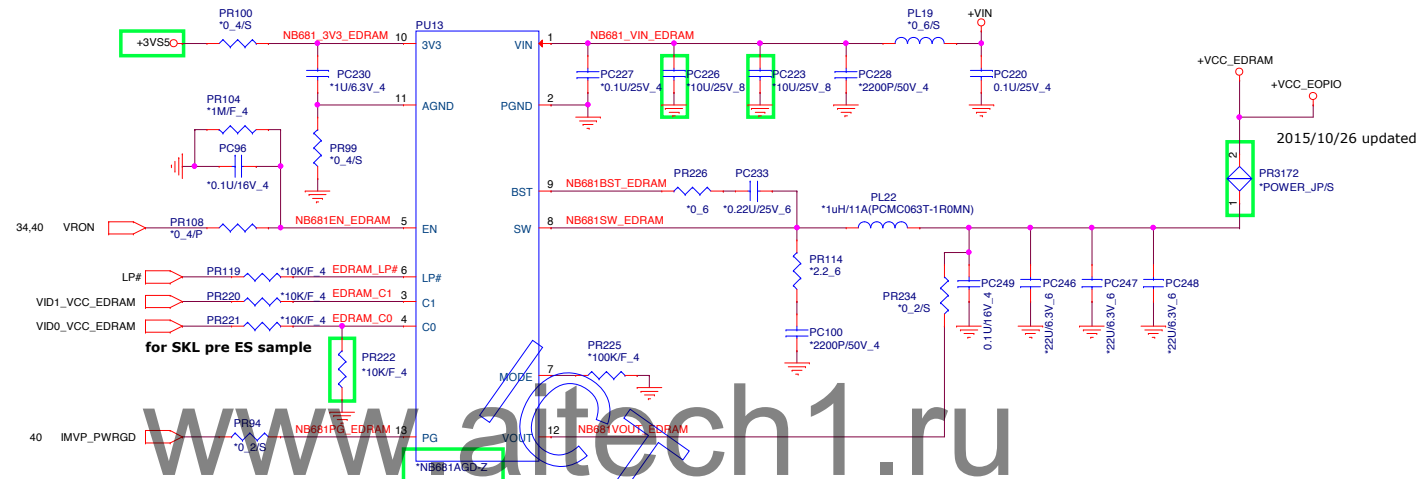 PR100
*0_4/S
+3VS5
NB681_3V3_EDRAM
10
3V3
PU13
VIN
1
NB681_VIN_EDRAM
PL19
*0_6/S
+VIN
PC230
*1U/6.3V_4
11
AGND
PC227
*0.1U/25V_4
PC226
*10U/25V_8
PC223
*10U/25V_8
PC228
*2200P/50V_4
PC220
0.1U/25V_4
2
PGND
+VCC_EDRAM
+VCC_EOPIO
2015/10/26 updated
PR104
*1M/F_4
PC96
*0.1U/16V_4
PR99
*0_4/S
2
PR3172
*POWER_JP/S
1
BST
9
NB681BST_EDRAM
PR226
*0_6
PC233
*0.22U/25V_6
PL22
*1uH/11A(PCMC063T-1R0MN)
SW
8
NB681SW_EDRAM
34,40
VRON
PR108
*0_4/P
NB681EN_EDRAM
5
EN
LP#
PR119
*10K/F_4
EDRAM_LP#
6
LP#
VID1_VCC_EDRAM
PR220
*10K/F_4
EDRAM_C1
3
C1
VID0_VCC_EDRAM
PR221
*10K/F_4
EDRAM_C0
4
C0
for SKL pre ES sample
PR222
*10K/F_4
PR114
*2.2_6
PC100
*2200P/50V_4
PR234
*0_2/S
PC249
0.1U/16V_4
PC246
*22U/6.3V_6
PC247
*22U/6.3V_6
PC248
*22U/6.3V_6
PR225
*100K/F_4
MODE
7
40
IMVP_PWRGD
PR94
*0_2/S
NB681PG_EDRAM
13
PG
VOUT
12
NB681VOUT_EDRAM
*NB681AGD-Z
www.aitech1.ru